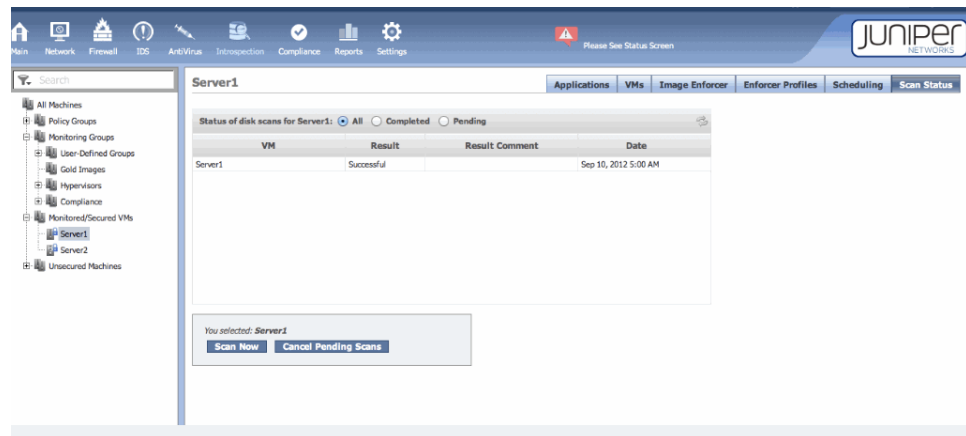 JUNIPER
NETWORKS
Main Network Firewall IDS AntiVirus Introspection Compliance Reports Settings
Please See Status Screen
Search
All Machines
Policy Groups
Monitoring Groups
User-Defined Groups
Gold Images
Hypervisors
Compliance
Monitored/Secured VMs
Server1
Server2
Unsecured Machines
Server1
Applications VMs Image Enforcer Enforcer Profiles Scheduling Scan Status
Status of disk scans for Server1: All Completed Pending
VM Result Result Comment Date
Server1 Successful Sep 10, 2012 5:00 AM
You selected: Server1
Scan Now Cancel Pending Scans